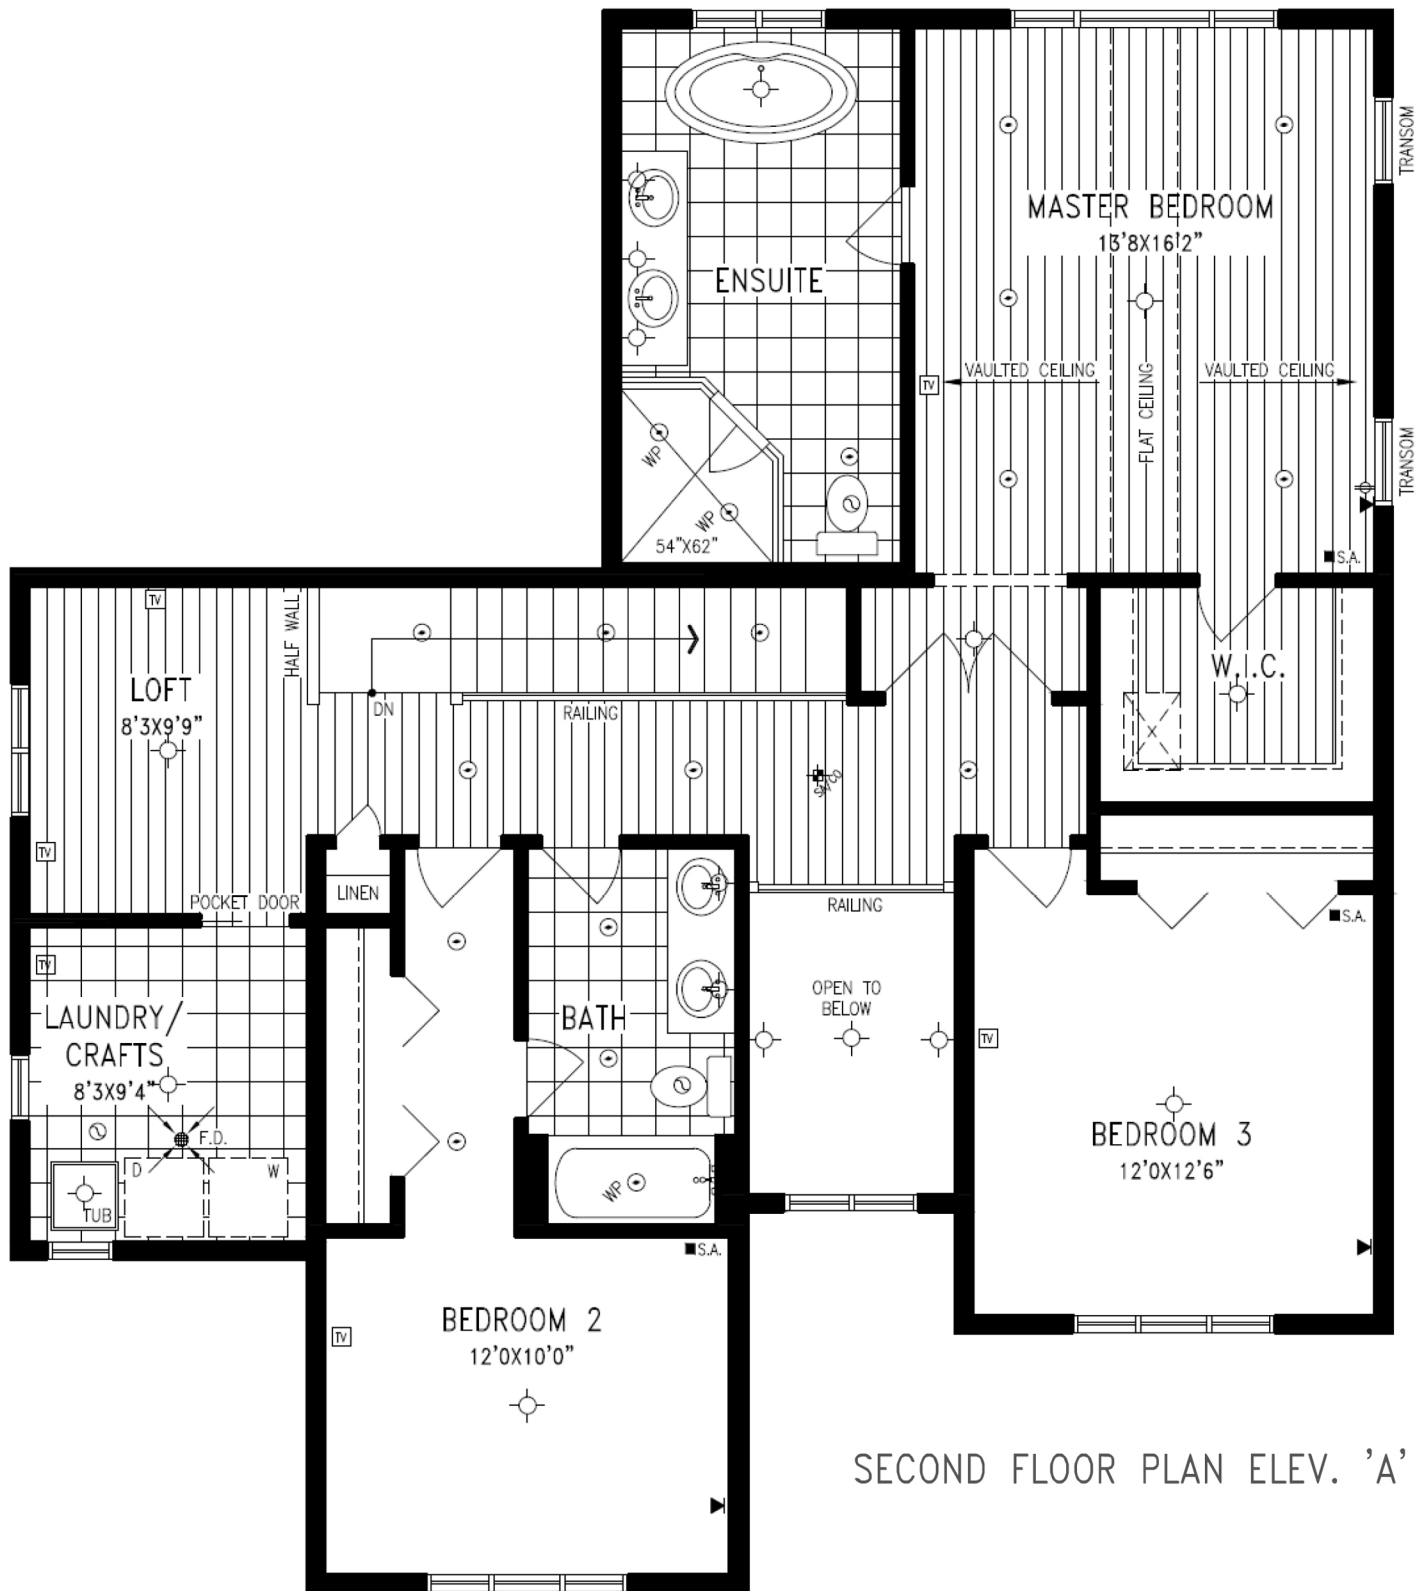 TRANSOM
MASTER BEDROOM
13'8X16'2"
ENSUITE
VAULTED CEILING
VAULTED CEILING
TV
FLAT CEILING
TRANSOM
WP
WP
54"X62"
S.A.
TV
HALF WALL
LOFT
8'3X9'9"
W.I.C.
DN
RAILING
X
SA/CO
TV
LINEN
POCKET DOOR
RAILING
S.A.
TV
OPEN TO
BELOW
LAUNDRY/
CRAFTS
8'3X9'4"
BATH
TV
F.D.
D
W
BEDROOM 3
12'0X12'6"
TUB
WP
S.A.
BEDROOM 2
12'0X10'0"
TV
SECOND FLOOR PLAN ELEV. 'A'